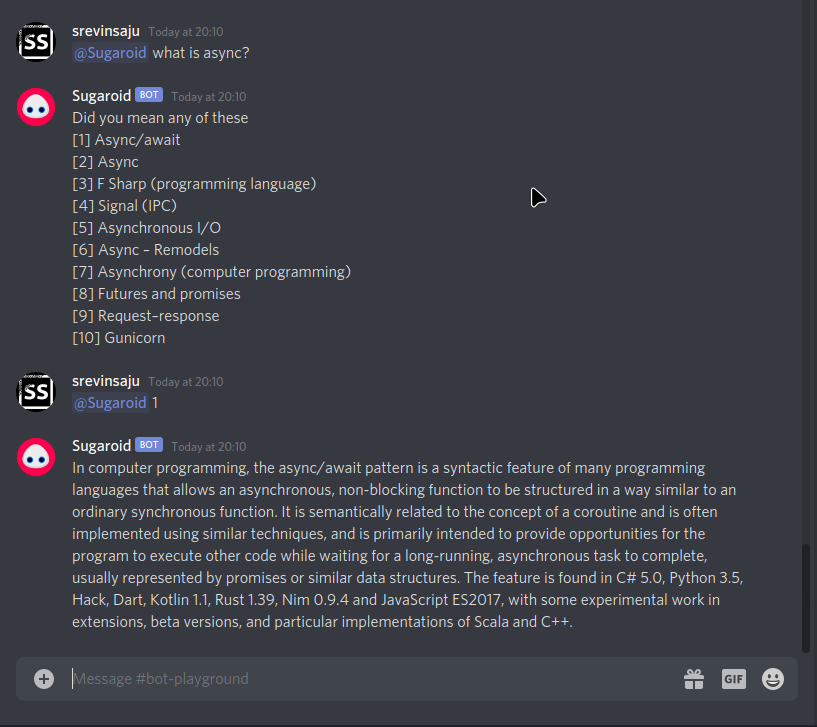 SS
srevinsaju Today at 20:10
@Sugaroid what is async?
Sugaroid BOT Today at 20:10
Did you mean any of these
[1] Async/await
[2] Async
[3] F Sharp (programming language)
[4] Signal (IPC)
[5] Asynchronous I/O
[6] Async – Remodels
[7] Asynchrony (computer programming)
[8] Futures and promises
[9] Request–response
[10] Gunicorn
SS
srevinsaju Today at 20:10
@Sugaroid 1
Sugaroid BOT Today at 20:10
In computer programming, the async/await pattern is a syntactic feature of many programming
languages that allows an asynchronous, non-blocking function to be structured in a way similar to an
ordinary synchronous function. It is semantically related to the concept of a coroutine and is often
implemented using similar techniques, and is primarily intended to provide opportunities for the
program to execute other code while waiting for a long-running, asynchronous task to complete,
usually represented by promises or similar data structures. The feature is found in C# 5.0, Python 3.5,
Hack, Dart, Kotlin 1.1, Rust 1.39, Nim 0.9.4 and JavaScript ES2017, with some experimental work in
extensions, beta versions, and particular implementations of Scala and C++.
Message #bot-playground
GIF